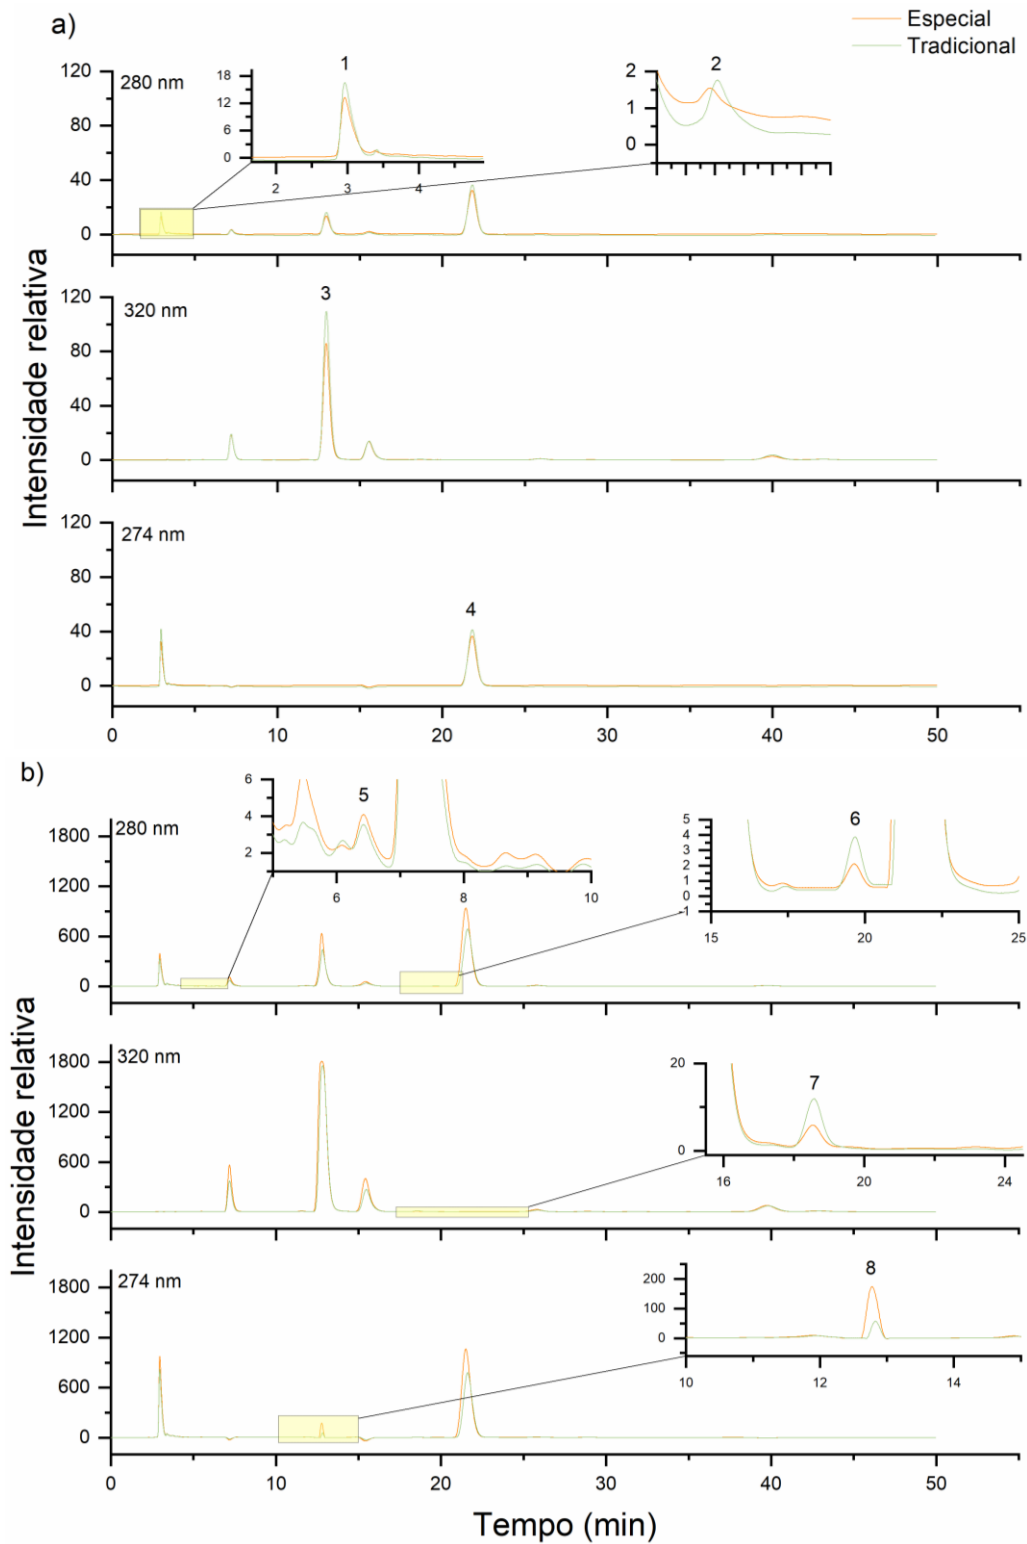 a)
Especial
Tradicional
Intensidade relativa
280 nm
120
80
40
0
1
18
12
6
0
2 3 4
2
2
1
0
320 nm
120
80
40
0
3
274 nm
120
80
40
0
4
0 10 20 30 40 50
b)
Intensidade relativa
280 nm
1800
1200
600
0
5
6
4
2
6 8 10
6
5
4
3
2
1
0
-1
15 20 25
320 nm
1800
1200
600
0
7
20
0
16 20 24
274 nm
1800
1200
600
0
8
200
100
0
10 12 14
0 10 20 30 40 50
Tempo (min)